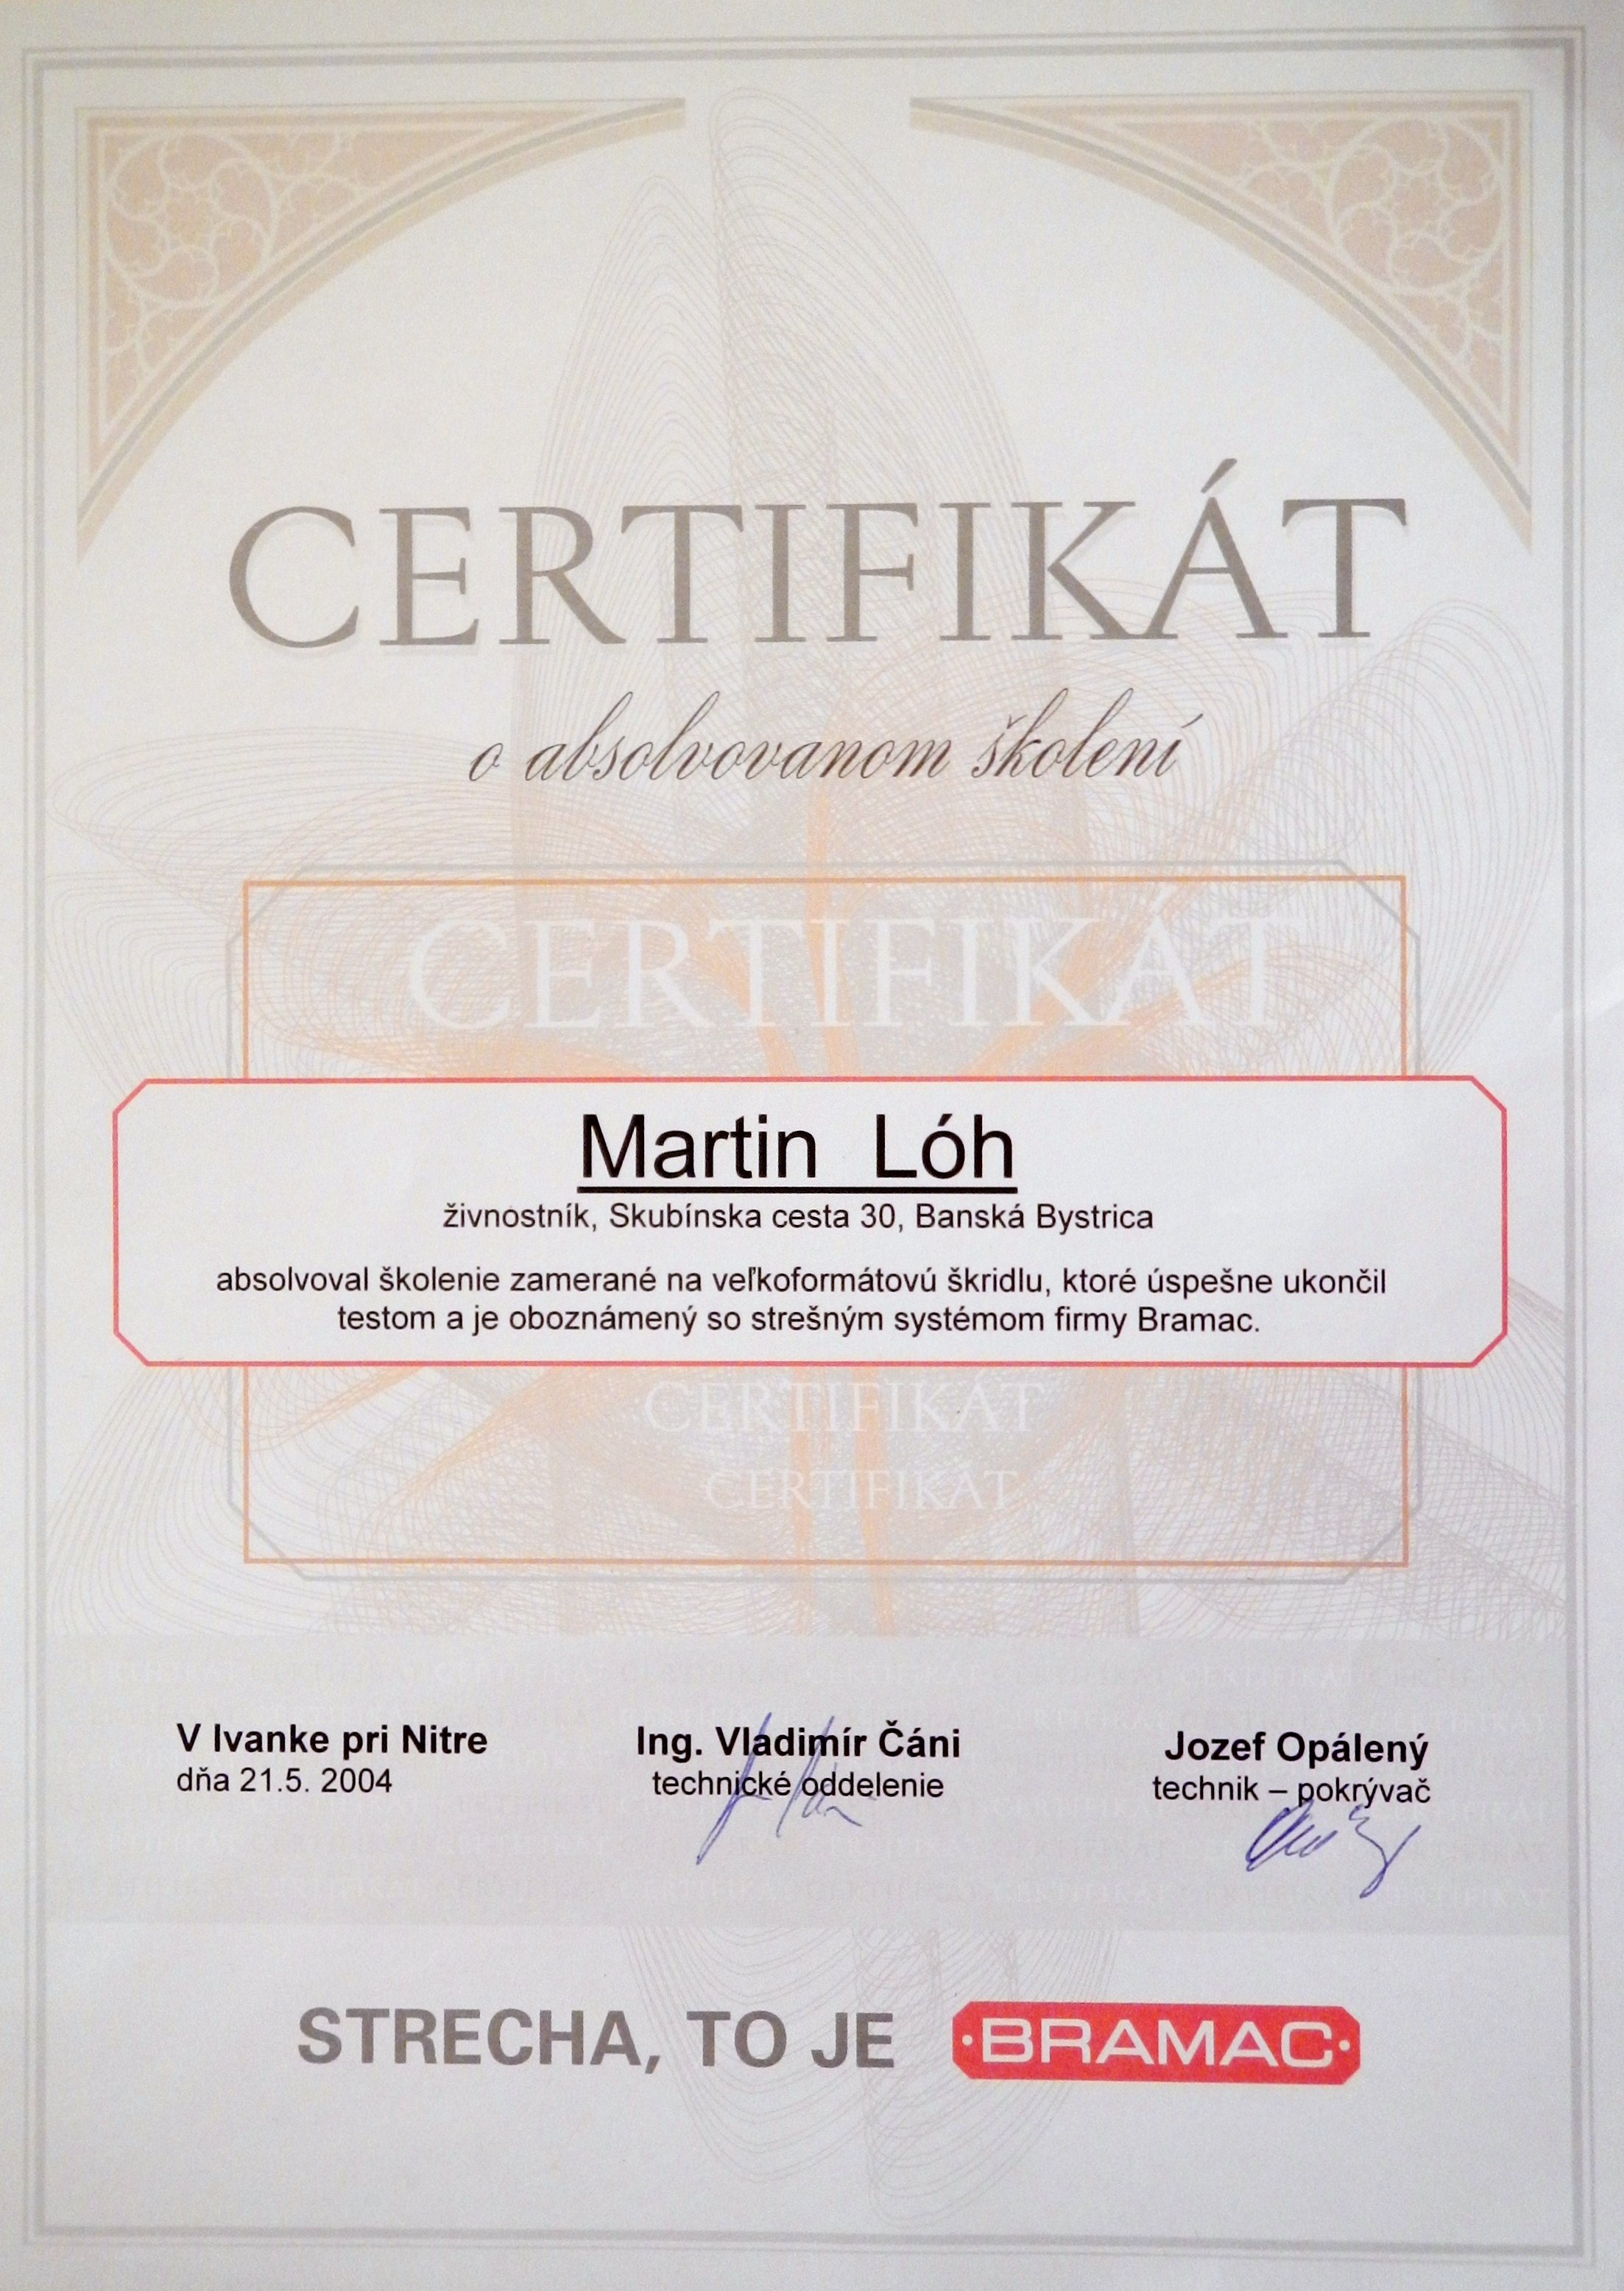 CERTIFIKÁT
o absolvovanom školení
CERTIFIKÁT
Martin Lóh
živnostník, Skubínska cesta 30, Banská Bystrica
absolvoval školenie zamerané na veľkoformátovú škridlu, ktoré úspešne ukončil
testom a je oboznámený so strešným systémom firmy Bramac.
CERTIFIKÁT
CERTIFIKÁT
V Ivanke pri Nitre
dňa 21.5. 2004
Ing. Vladimír Čáni
technické oddelenie
Jozef Opálený
technik – pokrývač
STRECHA, TO JE ·BRAMAC·